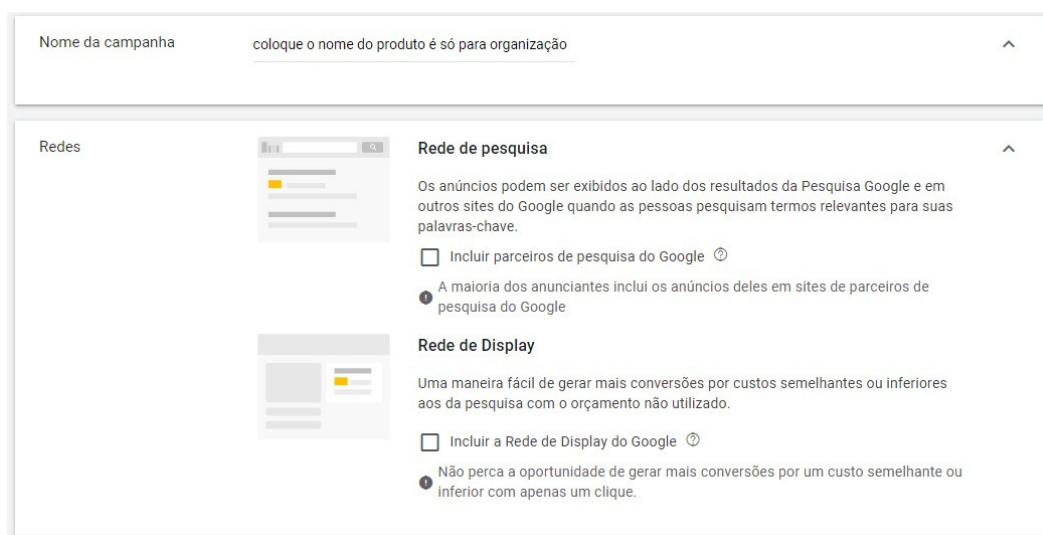 Nome da campanha
coloque o nome do produto é só para organização
Redes
Rede de pesquisa
Os anúncios podem ser exibidos ao lado dos resultados da Pesquisa Google e em
outros sites do Google quando as pessoas pesquisam termos relevantes para suas
palavras-chave.
Incluir parceiros de pesquisa do Google
A maioria dos anunciantes inclui os anúncios deles em sites de parceiros de
pesquisa do Google
Rede de Display
Uma maneira fácil de gerar mais conversões por custos semelhantes ou inferiores
aos da pesquisa com o orçamento não utilizado.
Incluir a Rede de Display do Google
Não perca a oportunidade de gerar mais conversões por um custo semelhante ou
inferior com apenas um clique.